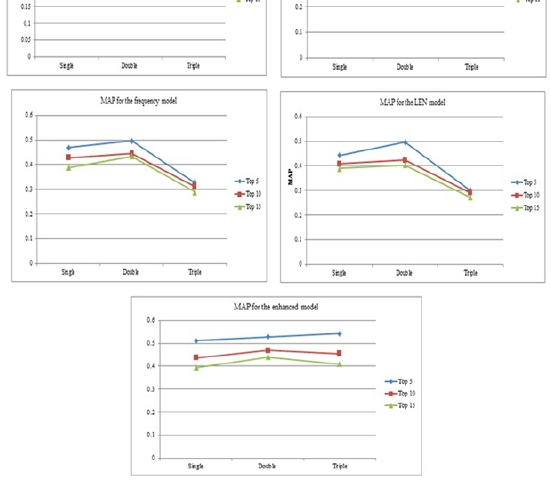 0.15
0.1
0.05
0
Single Double Triple
0.2
0.1
0
Single Double Triple
MAP for the frequency model
0.6
0.5
0.4
0.3
0.2
0.1
0
Single Double Triple
Top 5
Top 10
Top 15
MAP for the LEN model
MAP
0.6
0.5
0.4
0.3
0.2
0.1
0
Single Double Triple
Top 5
Top 10
Top 15
MAP for the enhanced model
0.6
0.5
0.4
0.3
0.2
0.1
0
Single Double Triple
Top 5
Top 10
Top 15